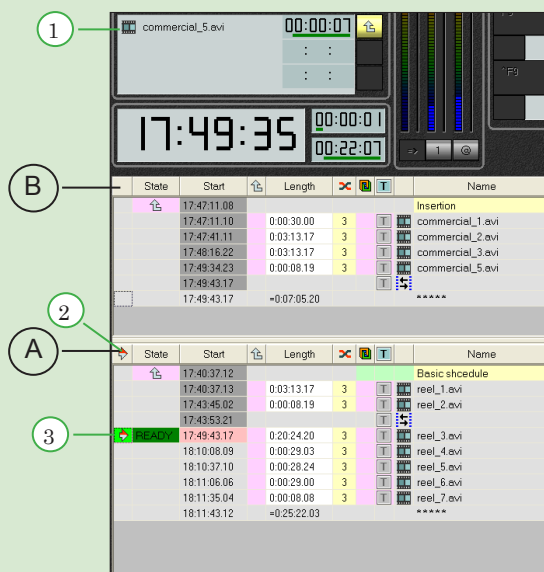 1
commercial_5.avi 00:00:07
: :
: :
F9
17:49:35 00:00:01
00:22:07
=> 1 @
B
State Start Length T Name
17:47:11.08 Insertion
17:47:11.10 0:00:30.00 3 T commercial_1.avi
17:47:41.11 0:03:13.17 3 T commercial_2.avi
17:48:16.22 0:03:13.17 3 T commercial_3.avi
17:49:34.23 0:00:08.19 3 T commercial_5.avi
17:49:43.17 T
17:49:43.17 =0:07:05.20 *****
2
A
State Start Length T Name
17:40:37.12 Basic shcedule
17:40:37.13 0:03:13.17 3 T reel_1.avi
17:43:45.02 0:00:08.19 3 T reel_2.avi
17:43:53.21 T
3
READY 17:49:43.17 0:20:24.20 3 T reel_3.avi
18:10:08.09 0:00:29.03 3 T reel_4.avi
18:10:37.10 0:00:28.24 3 T reel_5.avi
18:11:06.06 0:00:29.00 3 T reel_6.avi
18:11:35.04 0:00:08.08 3 T reel_7.avi
18:11:43.12 =0:25:22.03 *****